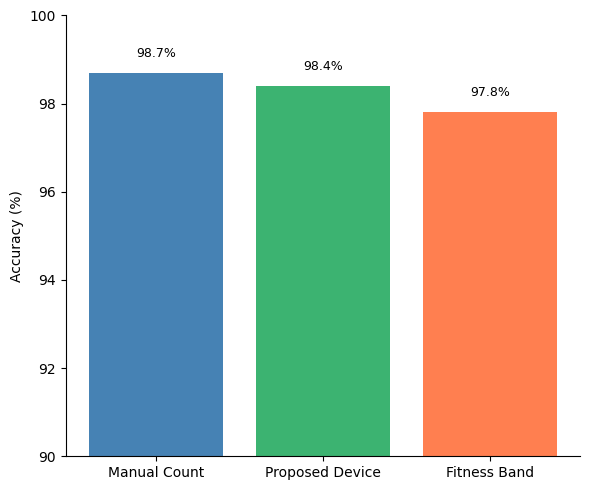 100
98
96
94
92
90
Accuracy (%)
98.7%
98.4%
97.8%
Manual Count
Proposed Device
Fitness Band